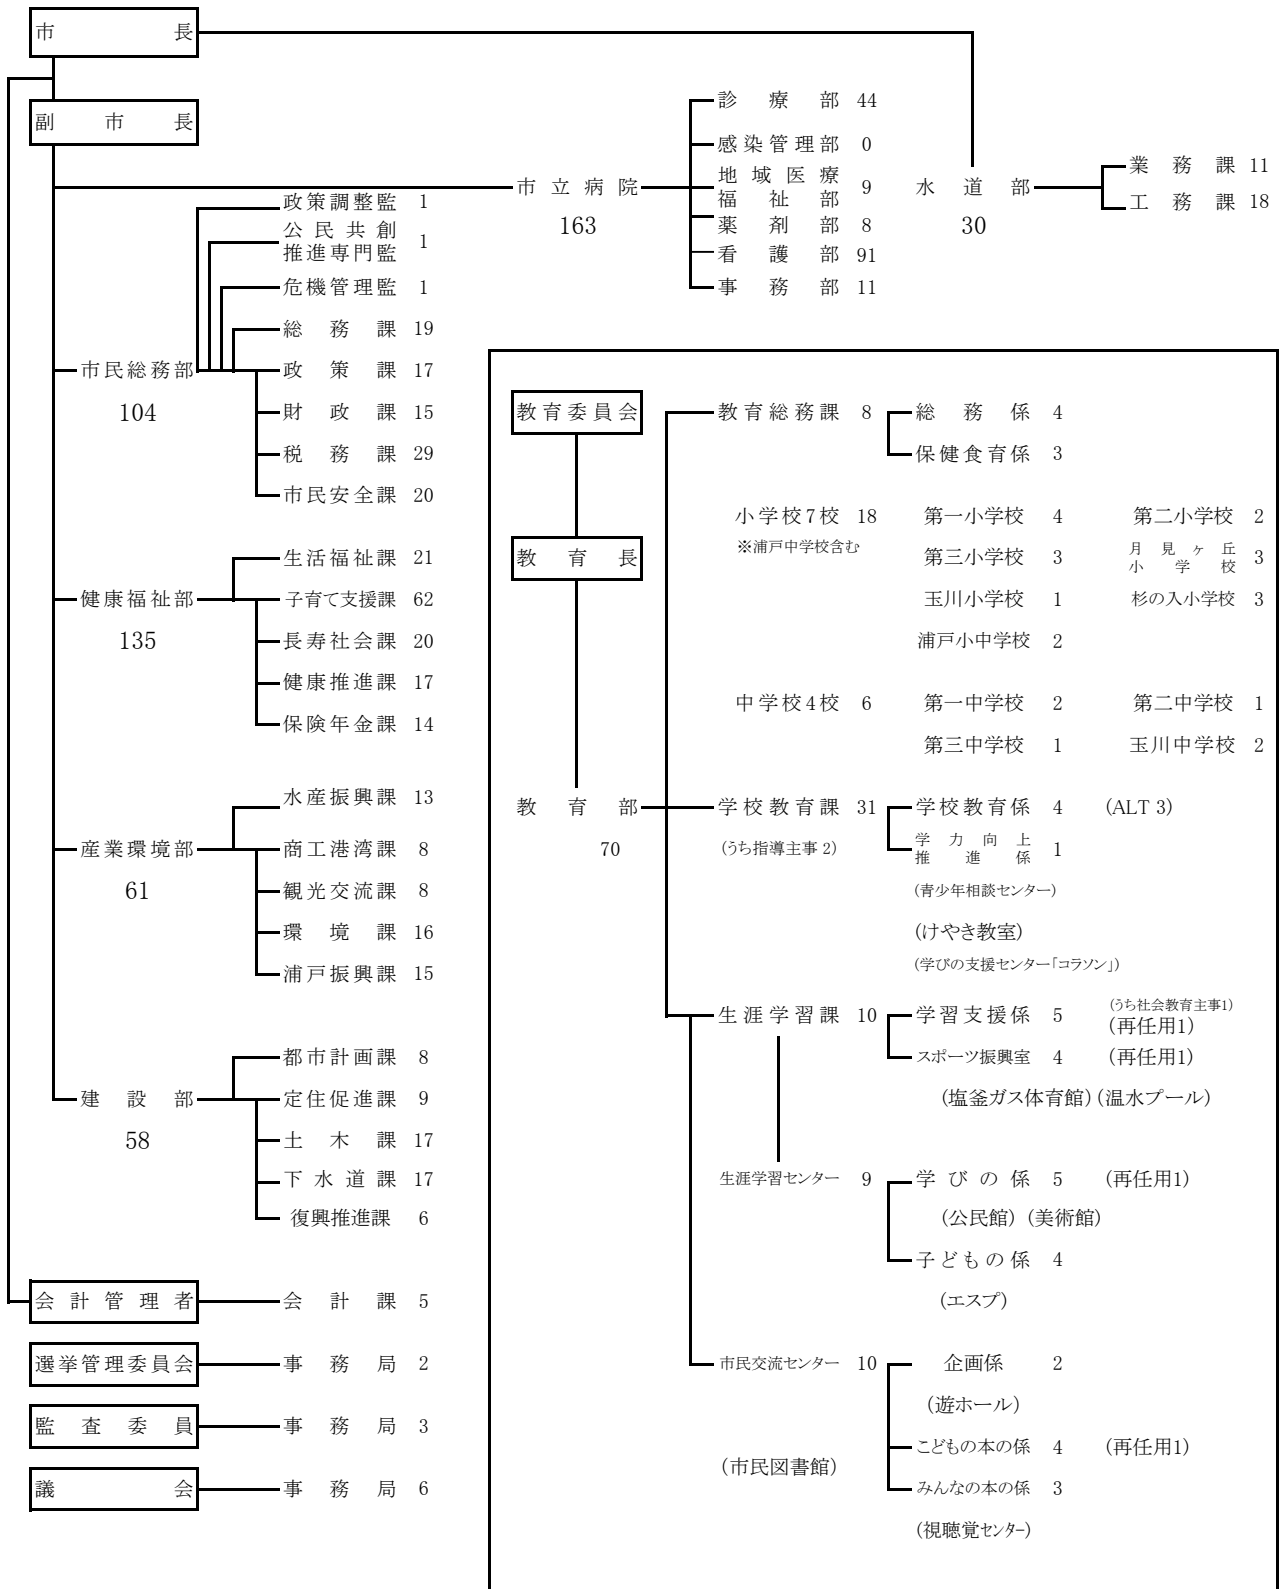 市長
副市長
市立病院
163
診療部 44
感染管理部 0
地域医療
福祉部 9
薬剤部 8
看護部 91
事務部 11
水道部
30
業務課 11
工務課 18
政策調整監 1
公民共創
推進専門監 1
危機管理監 1
総務課 19
市民総務部
104
政策課 17
財政課 15
税務課 29
市民安全課 20
生活福祉課 21
健康福祉部
135
子育て支援課 62
長寿社会課 20
健康推進課 17
保険年金課 14
水産振興課 13
産業環境部
61
商工港湾課 8
観光交流課 8
環境課 16
浦戸振興課 15
都市計画課 8
建設部
58
定住促進課 9
土木課 17
下水道課 17
復興推進課 6
会計管理者 会計課 5
選挙管理委員会 事務局 2
監査委員 事務局 3
議会 事務局 6
教育委員会
教育長
教育部
70
教育総務課 8
総務係 4
保健食育係 3
小学校7校 18
※浦戸中学校含む
第一小学校 4
第二小学校 2
第三小学校 3
月見ヶ丘
小学校 3
玉川小学校 1
杉の入小学校 3
浦戸小中学校 2
中学校4校 6
第一中学校 2
第二中学校 1
第三中学校 1
玉川中学校 2
学校教育課 31
(うち指導主事 2)
学校教育係 4 (ALT 3)
学力向上
推進係 1
(青少年相談センター)
(けやき教室)
(学びの支援センター「コラソン」)
生涯学習課 10
学習支援係 5
(うち社会教育主事1)
(再任用1)
スポーツ振興室 4 (再任用1)
(塩釜ガス体育館)(温水プール)
生涯学習センター 9
学びの係 5 (再任用1)
(公民館) (美術館)
子どもの係 4
(エスプ)
市民交流センター 10
企画係 2
(遊ホール)
こどもの本の係 4 (再任用1)
(市民図書館)
みんなの本の係 3
(視聴覚センター)